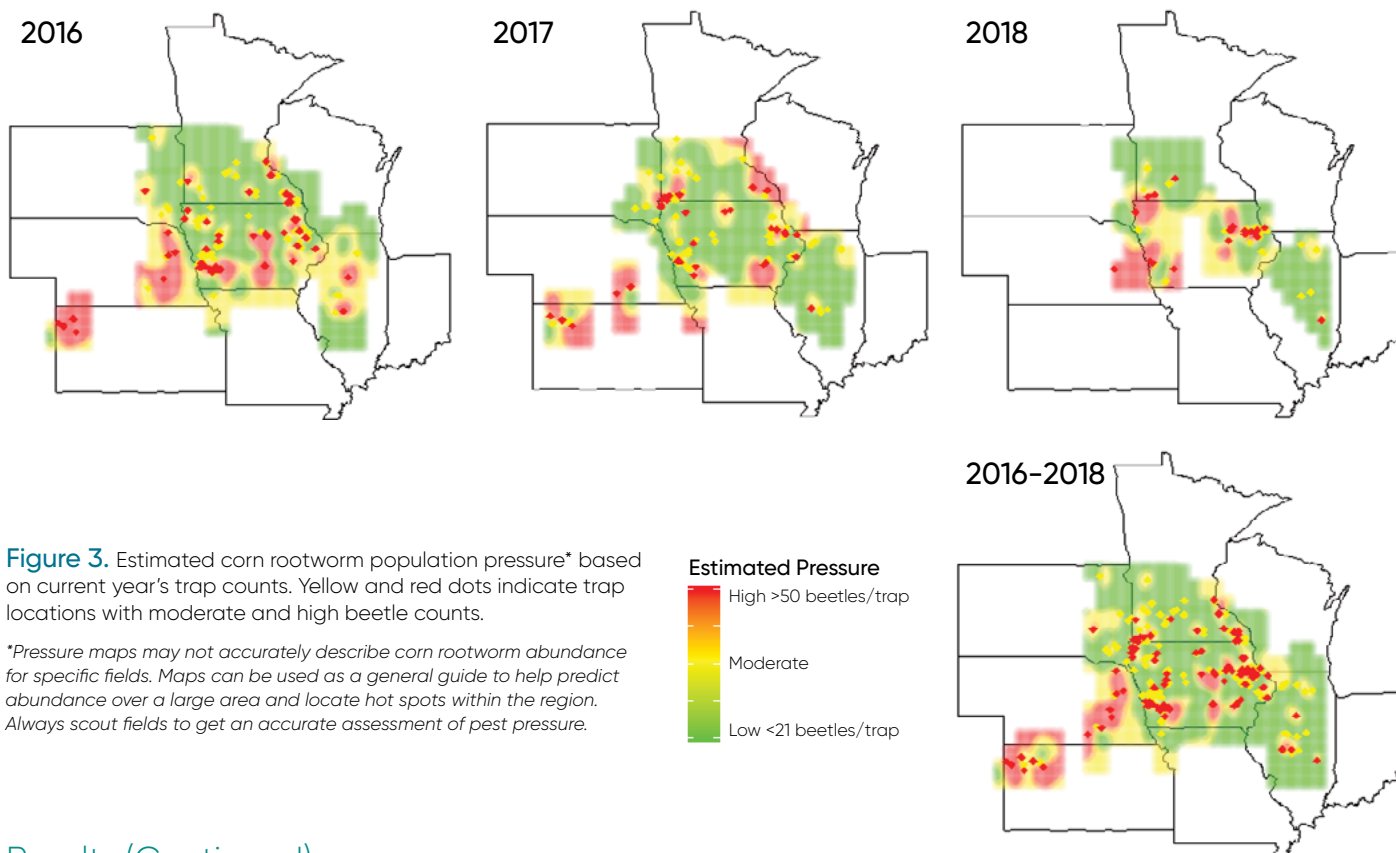 2016
2017
2018
2016-2018
Figure 3. Estimated corn rootworm population pressure* based
on current year's trap counts. Yellow and red dots indicate trap
locations with moderate and high beetle counts.
*Pressure maps may not accurately describe corn rootworm abundance
for specific fields. Maps can be used as a general guide to help predict
abundance over a large area and locate hot spots within the region.
Always scout fields to get an accurate assessment of pest pressure.
Estimated Pressure
High >50 beetles/trap
Moderate
Low <21 beetles/trap